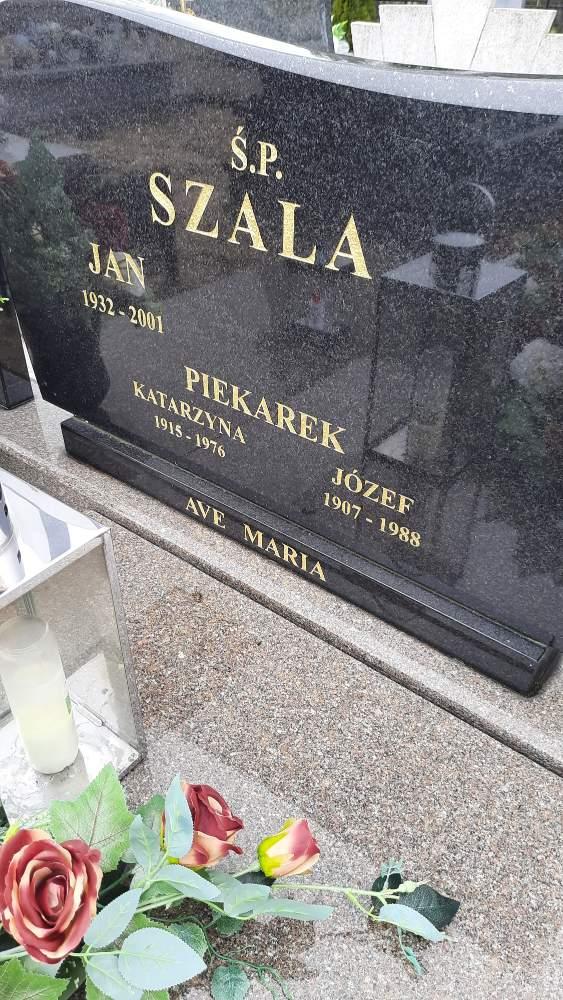 Ś.P.
SZALA
JAN
1932 - 2001
PIEKAREK
KATARZYNA
1915 - 1976
JÓZEF
1907 - 1988
AVE MARIA